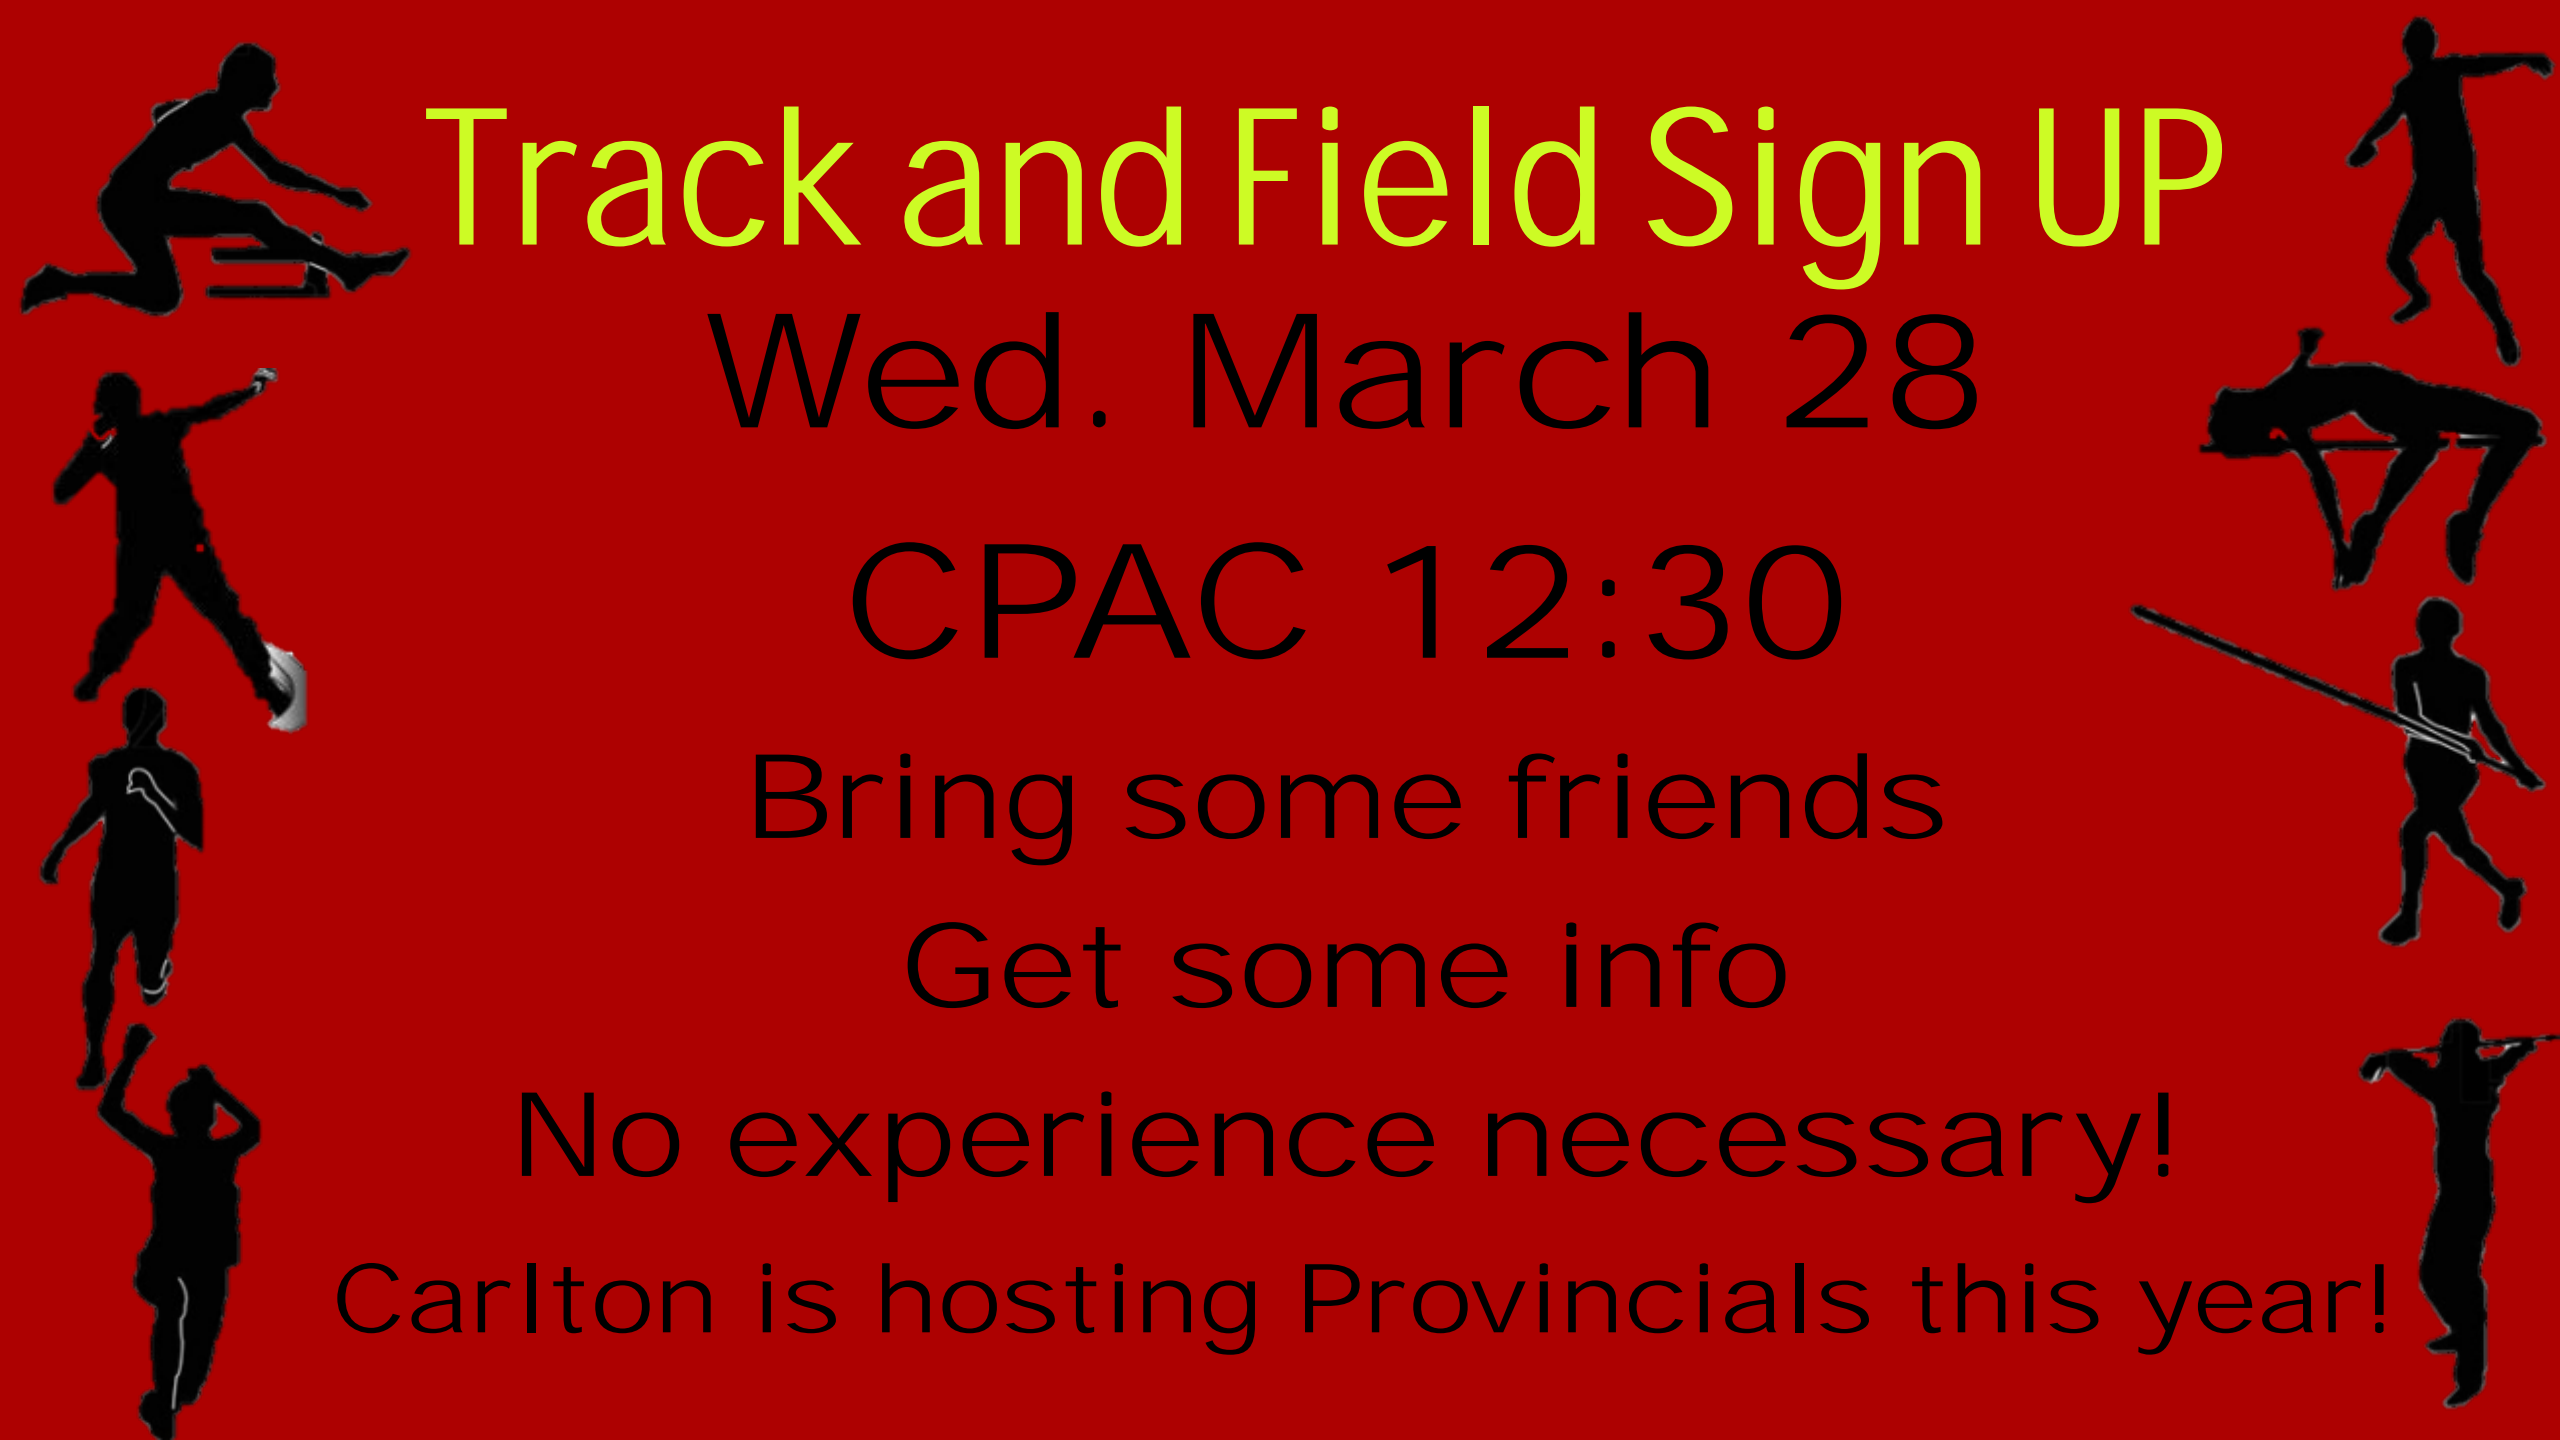 Track and Field Sign UP
Wed. March 28
CPAC 12:30
Bring some friends
Get some info
No experience necessary!
Carlton is hosting Provincials this year!